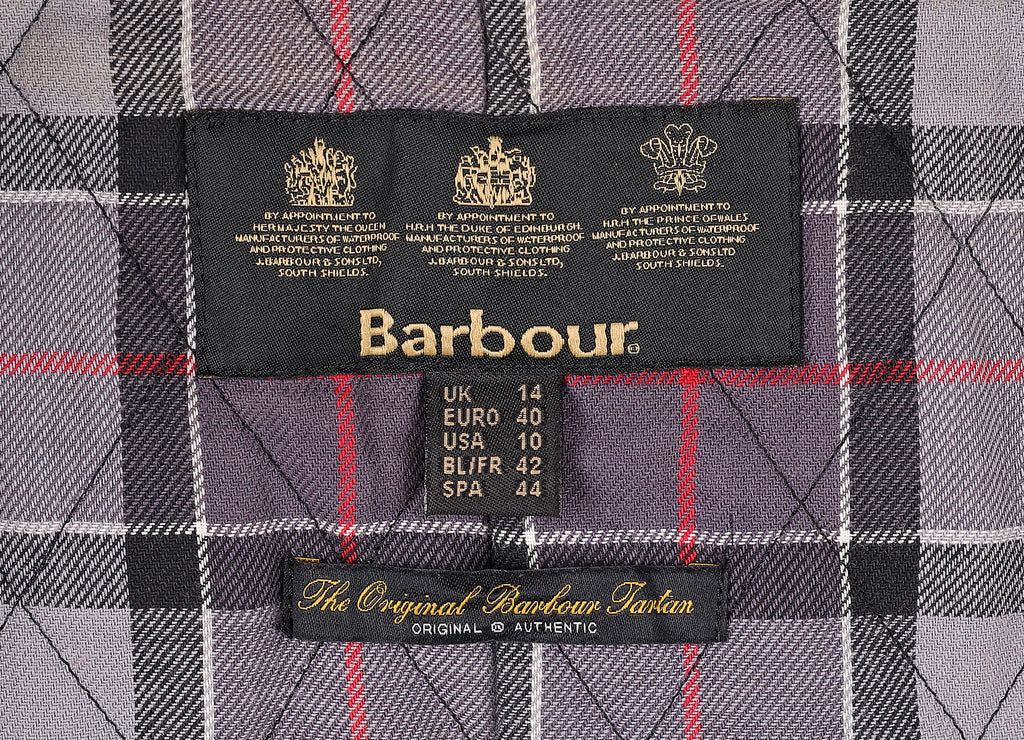 BY APPOINTMENT TO
HER MAJESTY THE QUEEN
MANUFACTURERS OF WATERPROOF
AND PROTECTIVE CLOTHING
J.BARBOUR & SONS LTD,
SOUTH SHIELDS.
BY APPOINTMENT TO
H.R.H THE DUKE OF EDINBURGH.
MANUFACTURERS OF WATERPROOF
AND PROTECTIVE CLOTHING
J.BARBOUR & SONS LTD,
SOUTH SHIELDS.
BY APPOINTMENT TO
H.R.H THE PRINCE OF WALES
MANUFACTURERS OF WATERPROOF
AND PROTECTIVE CLOTHING
J.BARBOUR & SONS LTD
SOUTH SHIELDS.
Barbour
UK 14
EURO 40
USA 10
BL/FR 42
SPA 44
The Original Barbour Tartan
ORIGINAL AUTHENTIC